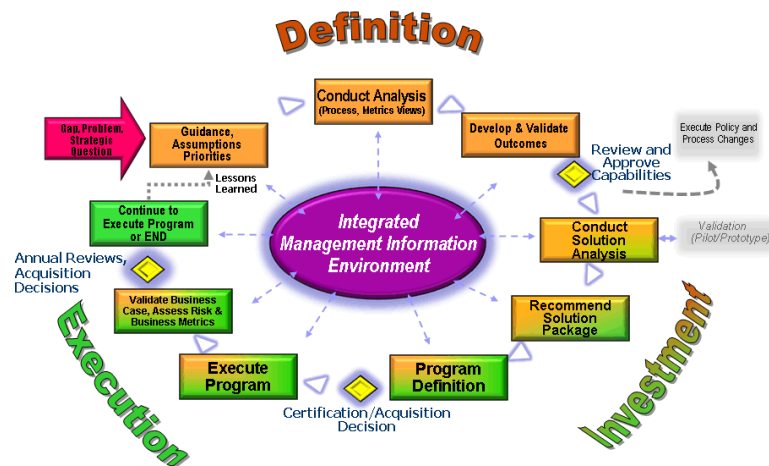 Definition
Conduct Analysis
(Process, Metrics Views)
Gap, Problem,
Strategic
Question
Guidance,
Assumptions
Priorities
Develop & Validate
Outcomes
Execute Policy and
Process Changes
Review and
Approve
Capabilities
Lessons
Learned
Continue to
Execute Program
or END
Integrated
Management Information
Environment
Conduct
Solution
Analysis
Validation
(Pilot/Prototype)
Annual Reviews,
Acquisition
Decisions
Validate Business
Case, Assess Risk &
Business Metrics
Recommend
Solution
Package
Execute
Program
Program
Definition
Certification/Acquisition
Decision
Execution
Investment